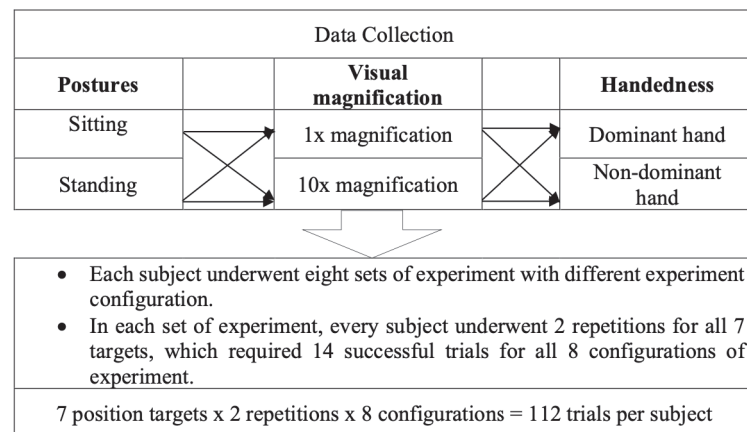 Data Collection
Postures
Visual
magnification
Handedness
Sitting
1x magnification
Dominant hand
Standing
10x magnification
Non-dominant
hand
• Each subject underwent eight sets of experiment with different experiment
configuration.
• In each set of experiment, every subject underwent 2 repetitions for all 7
targets, which required 14 successful trials for all 8 configurations of
experiment.
7 position targets x 2 repetitions x 8 configurations = 112 trials per subject